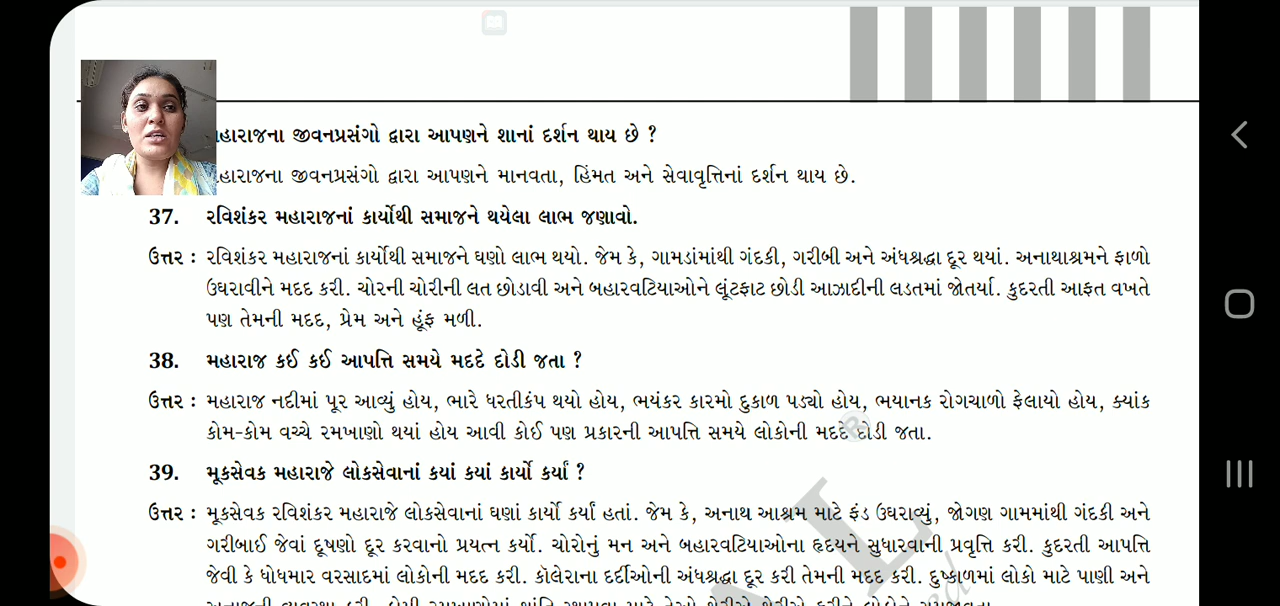 મહારાજના જીવનપ્રસંગો દ્વારા આપણને શાનાં દર્શન થાય છે ?
મહારાજના જીવનપ્રસંગો દ્વારા આપણને માનવતા, હિંમત અને સેવાવૃત્તિનાં દર્શન થાય છે.
37. રવિશંકર મહારાજનાં કાર્યોથી સમાજને થયેલા લાભ જણાવો.
ઉત્તર : રવિશંકર મહારાજનાં કાર્યોથી સમાજને ઘણો લાભ થયો. જેમ કે, ગામડાંમાંથી ગંદકી, ગરીબી અને અંધશ્રદ્ધા દૂર થયાં. અનાથાશ્રમને ફાળો
ઉઘરાવીને મદદ કરી. ચોરની ચોરીની લત છોડાવી અને બહારવટિયાઓને લૂંટફાટ છોડી આઝાદીની લડતમાં જોતર્યા. કુદરતી આફત વખતે
પણ તેમની મદદ, પ્રેમ અને હૂંફ મળી.
38. મહારાજ કઈ કઈ આપત્તિ સમયે મદદે દોડી જતા ?
ઉત્તર : મહારાજ નદીમાં પૂર આવ્યું હોય, ભારે ધરતીકંપ થયો હોય, ભયંકર કારમો દુકાળ પડ્યો હોય, ભયાનક રોગચાળો ફેલાયો હોય, ક્યાંક
કોમ-કોમ વચ્ચે રમખાણો થયાં હોય આવી કોઈ પણ પ્રકારની આપત્તિ સમયે લોકોની મદદે દોડી જતા.
39. મૂકસેવક મહારાજે લોકસેવાનાં કયાં કયાં કાર્યો કર્યાં ?
ઉત્તર : મૂકસેવક રવિશંકર મહારાજે લોકસેવાનાં ઘણાં કાર્યો કર્યાં હતાં. જેમ કે, અનાથ આશ્રમ માટે ફંડ ઉઘરાવ્યું, જોગણ ગામમાંથી ગંદકી અને
ગરીબાઈ જેવાં દૂષણો દૂર કરવાનો પ્રયત્ન કર્યો. ચોરોનું મન અને બહારવટિયાઓના હૃદયને સુધારવાની પ્રવૃત્તિ કરી. કુદરતી આપત્તિ
જેવી કે ધોધમાર વરસાદમાં લોકોની મદદ કરી. કૉલેરાના દર્દીઓની અંધશ્રદ્ધા દૂર કરી તેમની મદદ કરી. દુષ્કાળમાં લોકો માટે પાણી અને